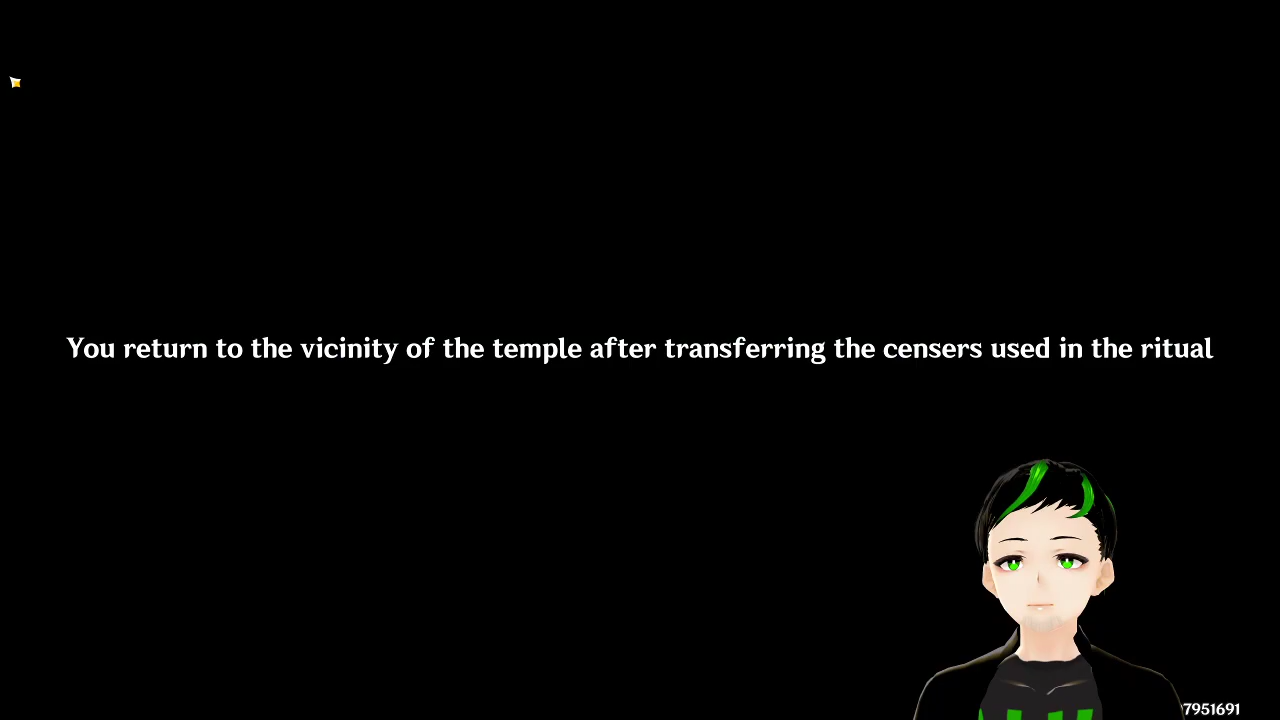 You return to the vicinity of the temple after transferring the censers used in the ritual
7951691